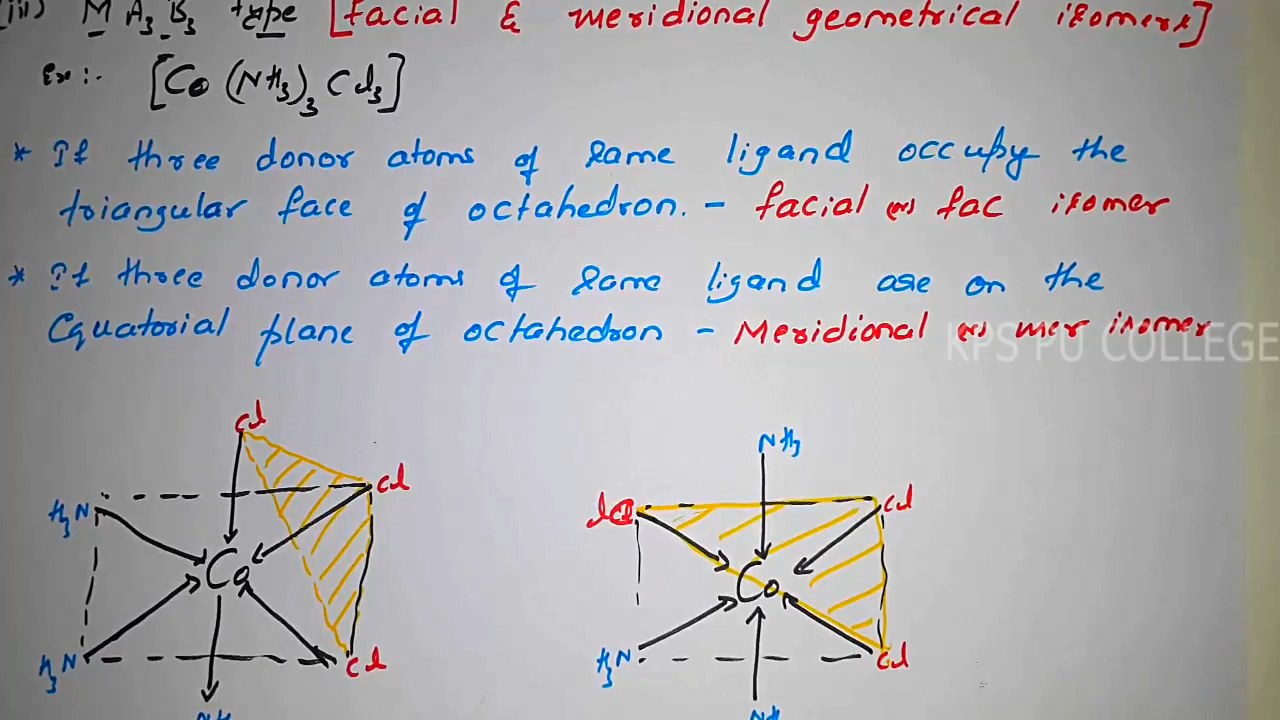 (iii) MA₃B₃ type [facial & meridional geometrical isomers]
Ex:- [Co(NH₃)₃Cl₃]
* If three donor atoms of same ligand occupy the
triangular face of octahedron. - facial (or) fac isomer
* If three donor atoms of same ligand are on the
Equatorial plane of octahedron - Meridional (or) mer isomer
KPS PU COLLEGE
Cl
Cl
H₃N
Co
H₃N
Cl
NH₃
Cl
Cl
Co
H₃N
Cl